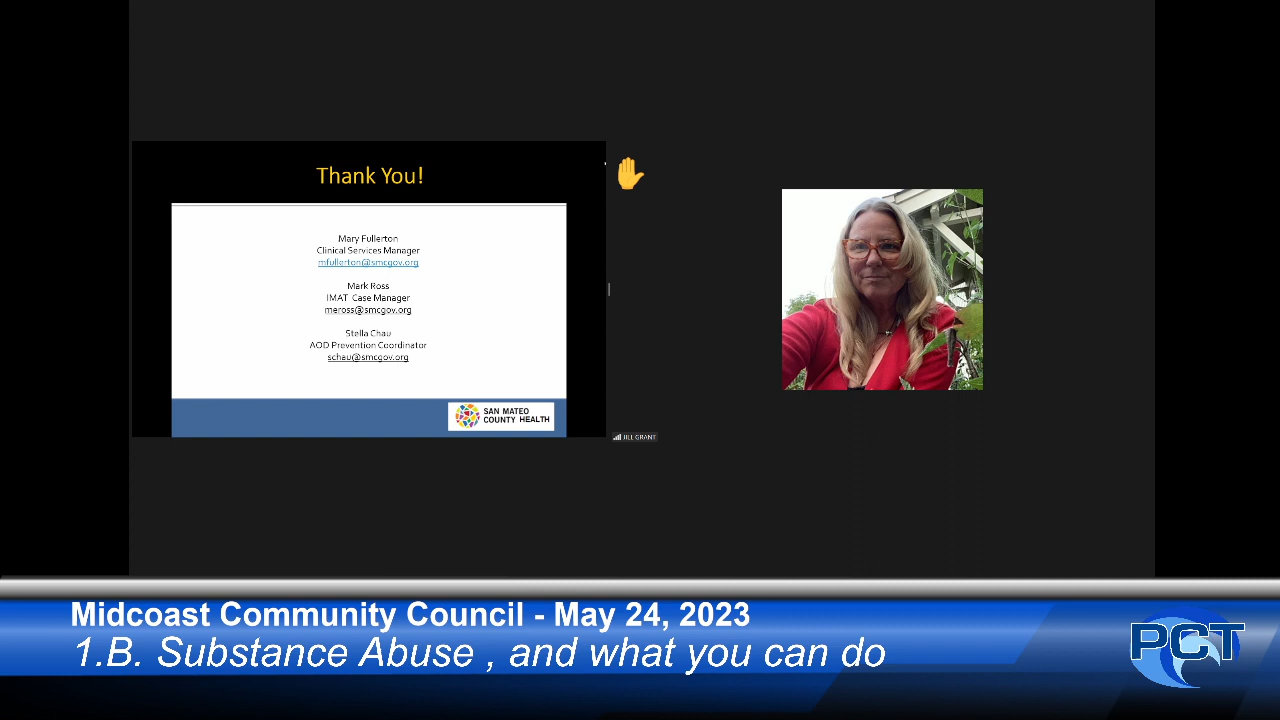 Thank You!
Mary Fullerton
Clinical Services Manager
mfullerton@smcgov.org
Mark Ross
IMAT Case Manager
meross@smcgov.org
Stella Chau
AOD Prevention Coordinator
schau@smcgov.org
SAN MATEO
COUNTY HEALTH
JILL GRANT
Midcoast Community Council - May 24, 2023
1.B. Substance Abuse , and what you can do
PCT